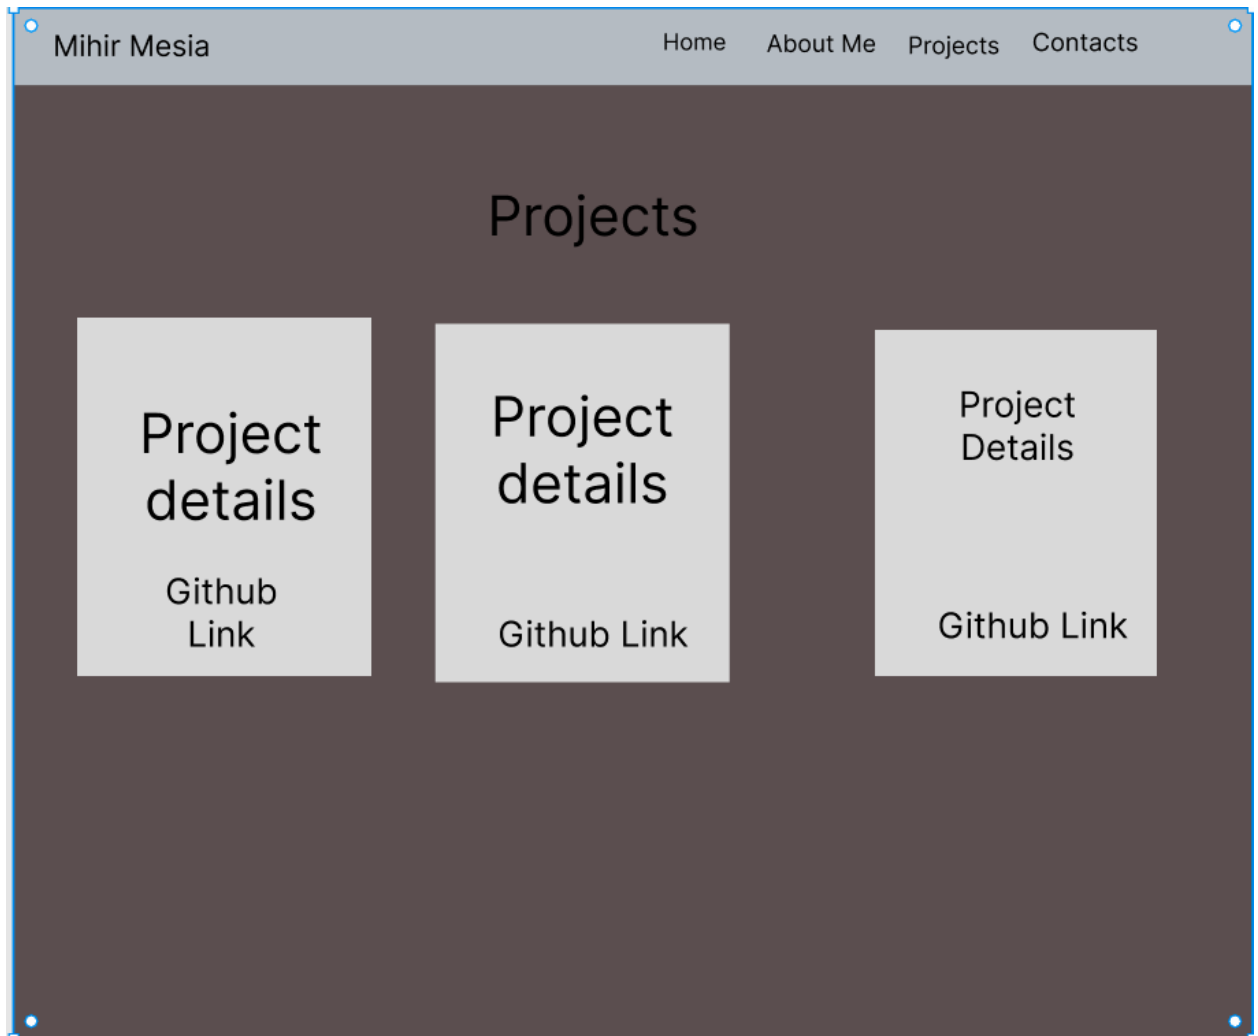 Mihir Mesia
Home
About Me
Projects
Contacts
Projects
Project
details
Github
Link
Project
details
Github Link
Project
Details
Github Link